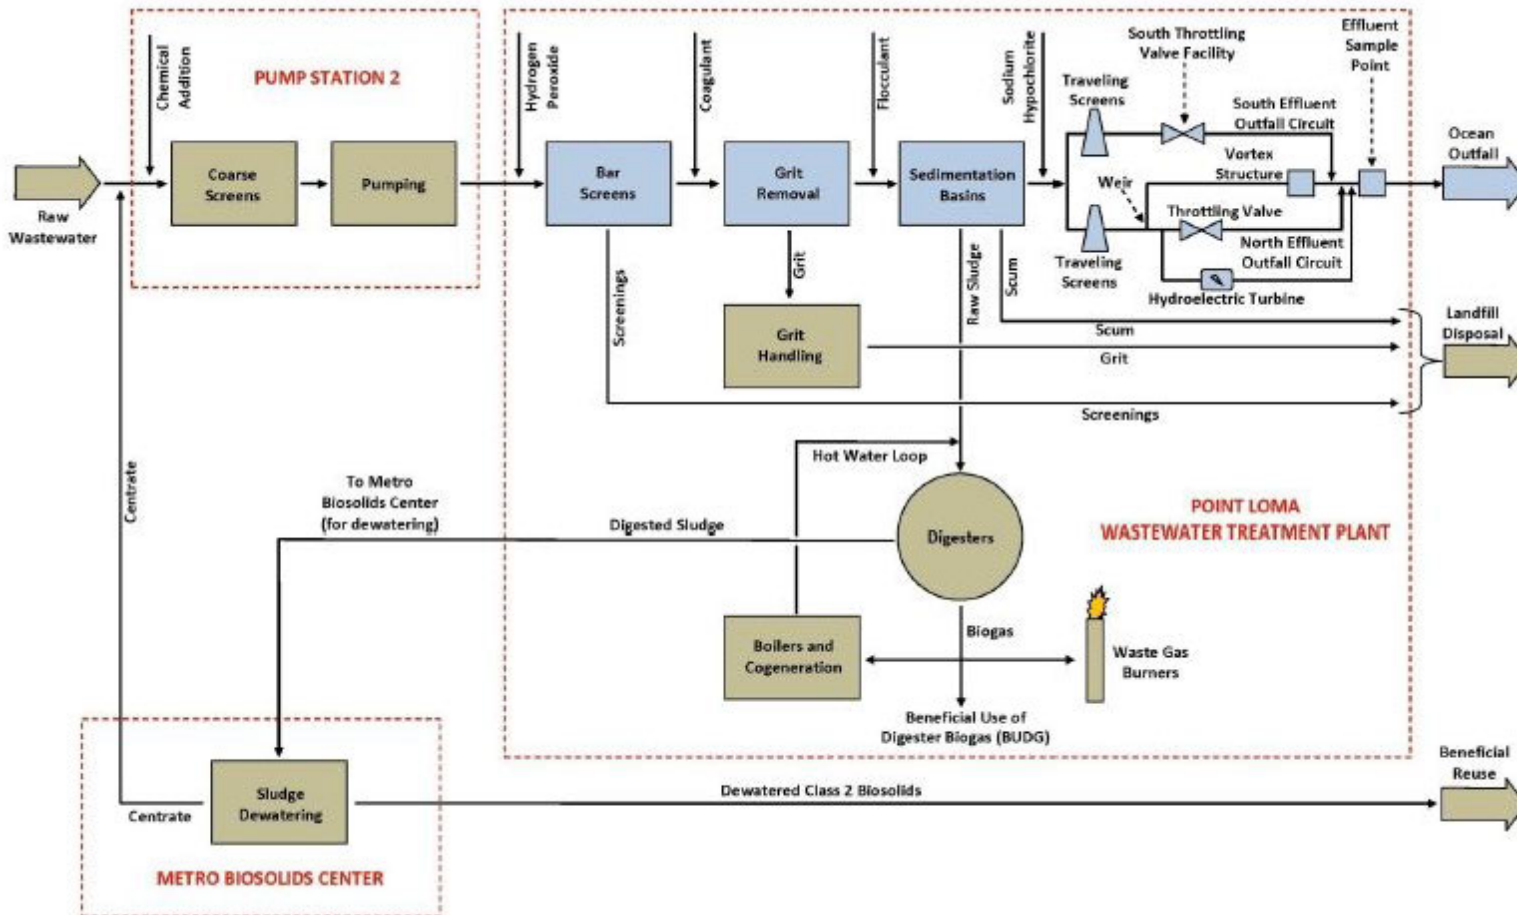 PUMP STATION 2
Chemical
Addition
Raw
Wastewater
Coarse
Screens
Pumping
Hydrogen
Peroxide
Coagulant
Flocculant
Sodium
Hypochlorite
Bar
Screens
Grit
Removal
Sedimentation
Basins
Traveling
Screens
South Throttling
Valve Facility
Effluent
Sample
Point
South Effluent
Outfall Circuit
Vortex
Structure
Weir
Throttling Valve
North Effluent
Outfall Circuit
Traveling
Screens
Hydroelectric Turbine
Ocean
Outfall
Screenings
Grit
Raw Sludge
Scum
Grit
Handling
Scum
Grit
Screenings
Landfill
Disposal
Centrate
To Metro
Biosolids Center
(for dewatering)
Digested Sludge
Hot Water Loop
Digesters
POINT LOMA
WASTEWATER TREATMENT PLANT
Boilers and
Cogeneration
Biogas
Waste Gas
Burners
Beneficial Use of
Digester Biogas (BUDG)
Sludge
Dewatering
Centrate
Dewatered Class 2 Biosolids
Beneficial
Reuse
METRO BIOSOLIDS CENTER